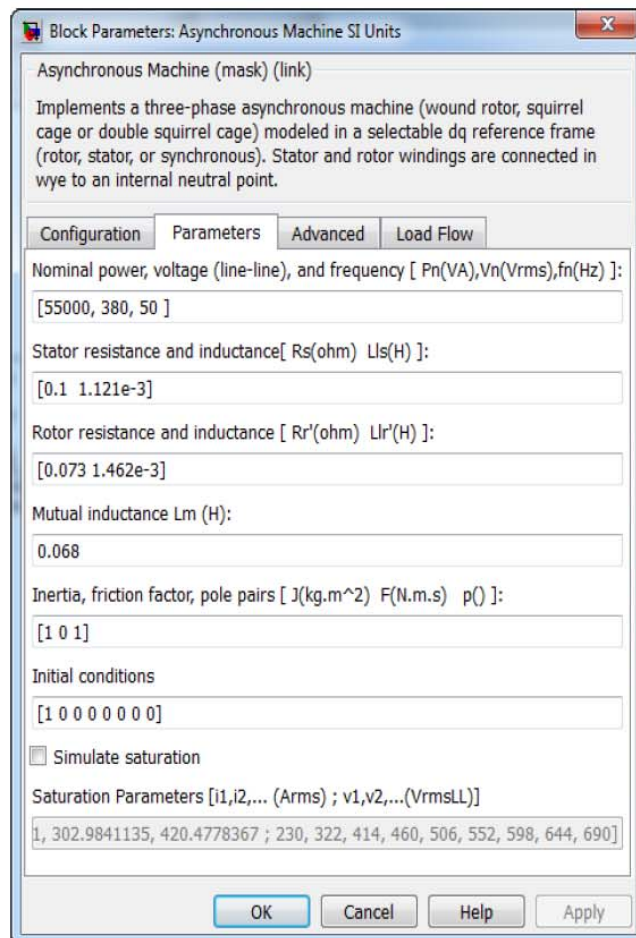 Block Parameters: Asynchronous Machine SI Units
Asynchronous Machine (mask) (link)
Implements a three-phase asynchronous machine (wound rotor, squirrel
cage or double squirrel cage) modeled in a selectable dq reference frame
(rotor, stator, or synchronous). Stator and rotor windings are connected in
wye to an internal neutral point.
Configuration Parameters Advanced Load Flow
Nominal power, voltage (line-line), and frequency [ Pn(VA),Vn(Vrms),fn(Hz) ]:
[55000, 380, 50 ]
Stator resistance and inductance[ Rs(ohm) Lls(H) ]:
[0.1 1.121e-3]
Rotor resistance and inductance [ Rr'(ohm) Llr'(H) ]:
[0.073 1.462e-3]
Mutual inductance Lm (H):
0.068
Inertia, friction factor, pole pairs [ J(kg.m^2) F(N.m.s) p() ]:
[1 0 1]
Initial conditions
[1 0 0 0 0 0 0 0]
Simulate saturation
Saturation Parameters [i1,i2,... (Arms) ; v1,v2,...(VrmsLL)]
1, 302.9841135, 420.4778367 ; 230, 322, 414, 460, 506, 552, 598, 644, 690]
OK Cancel Help Apply